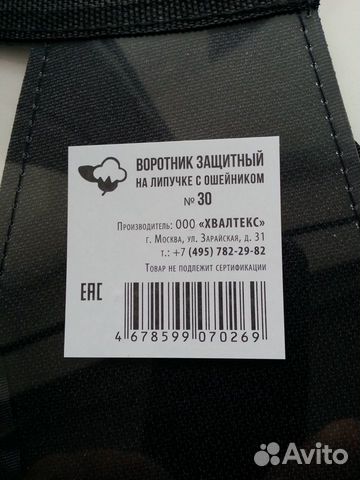 ВОРОТНИК ЗАЩИТНЫЙ
НА ЛИПУЧКЕ С ОШЕЙНИКОМ
№ 30
Производитель: ООО «ХВАЛТЕКС»
г. Москва, ул. Зарайская, д. 31
т.: +7 (495) 782-29-82
Товар не подлежит сертификации
EAC
4 678599 070269
Avito